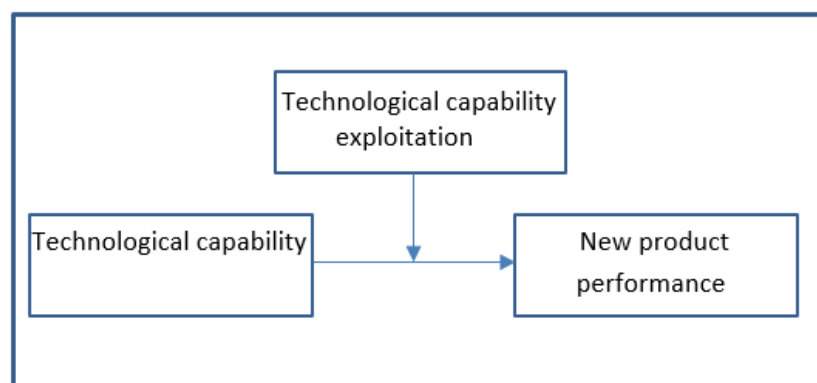 Technological capability
exploitation
Technological capability
New product
performance